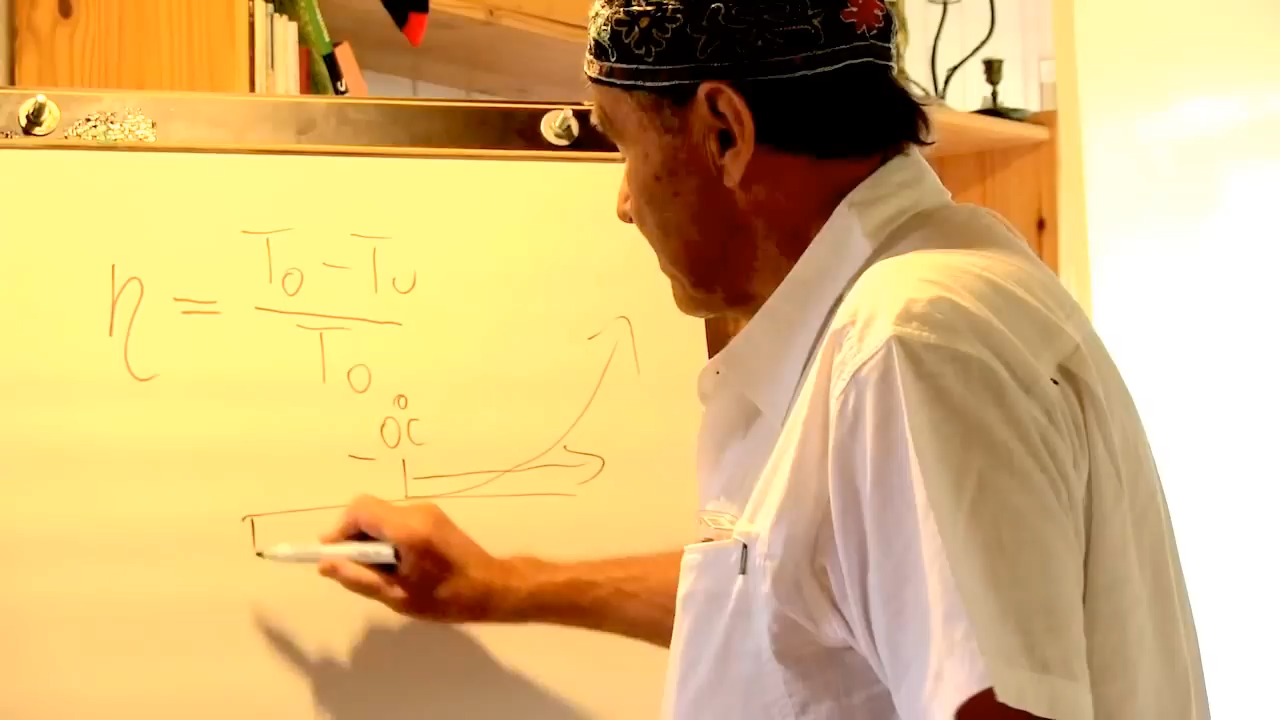 η = To - Tu
To
0°C
-